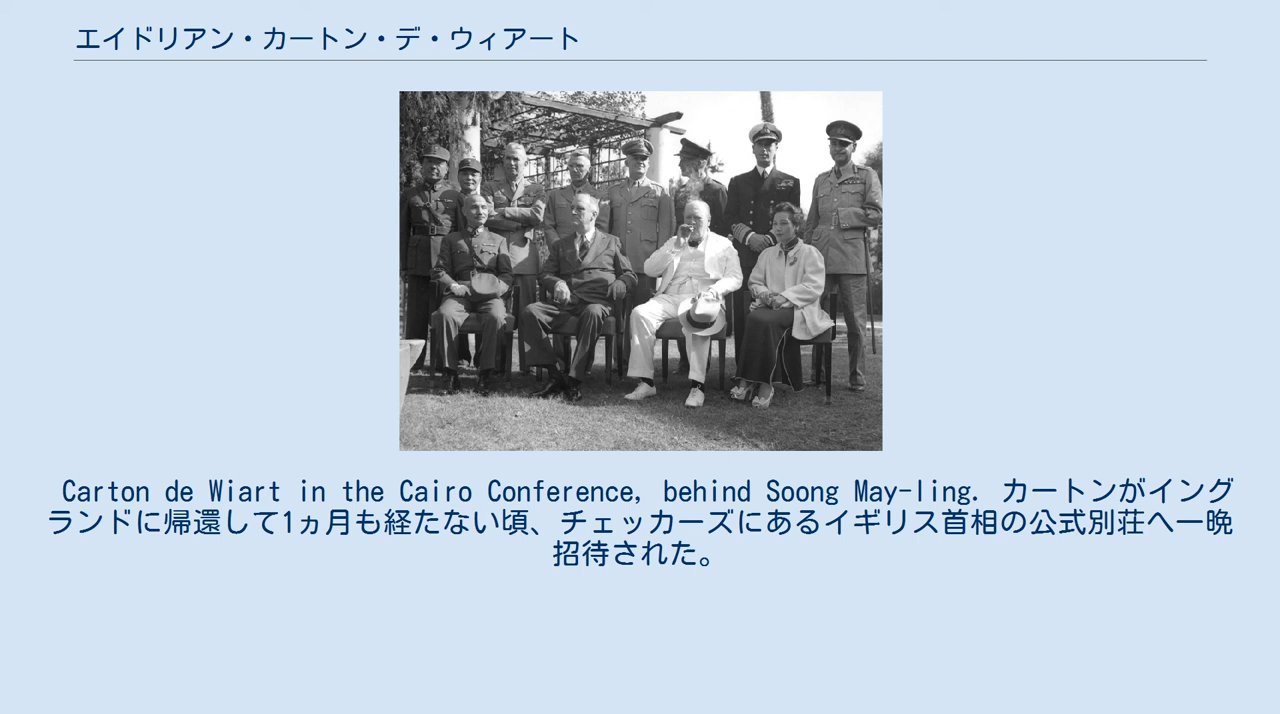 エイドリアン・カートン・デ・ウィアート
Carton de Wiart in the Cairo Conference, behind Soong May-ling. カートンがイング
ランドに帰還して1ヵ月も経たない頃、チェッカーズにあるイギリス首相の公式別荘へ一晩
招待された。